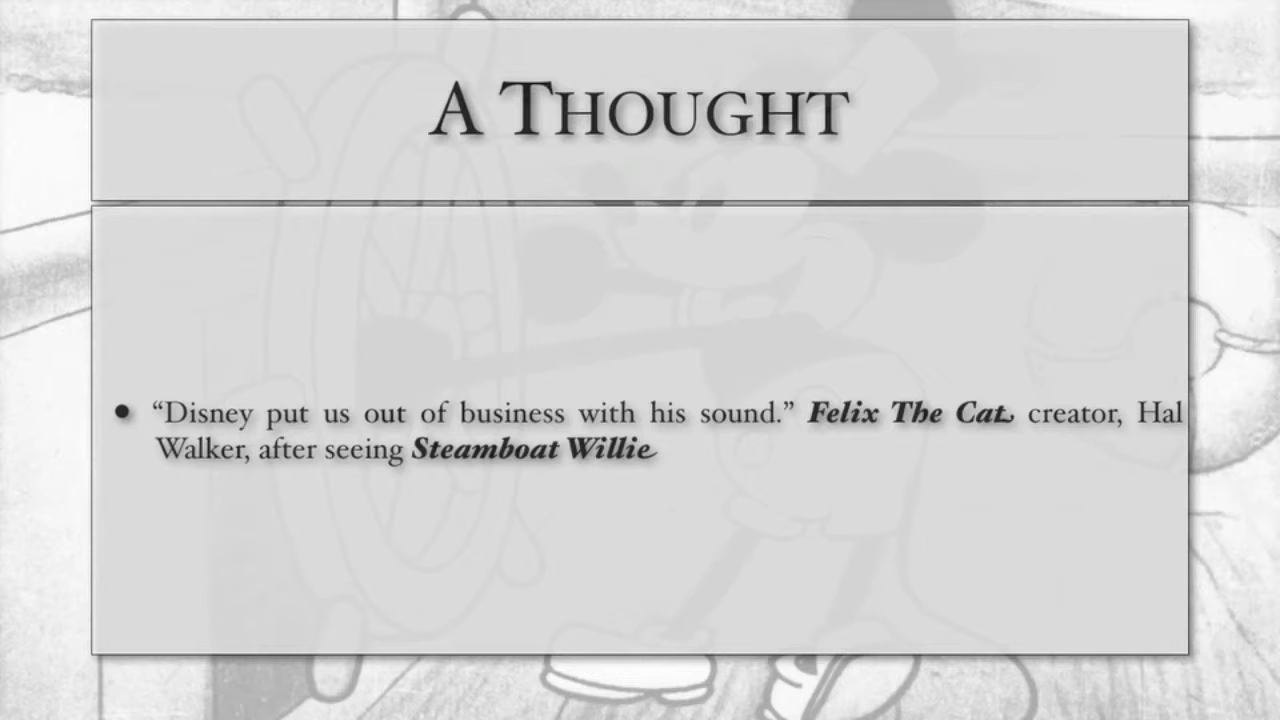 A THOUGHT
• “Disney put us out of business with his sound.” Felix The Cat creator, Hal
Walker, after seeing Steamboat Willie